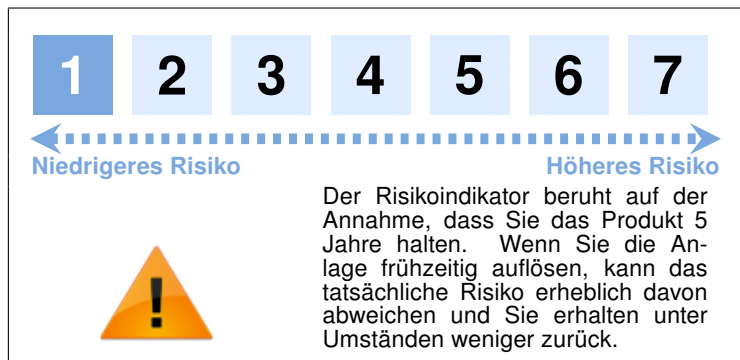 1 2 3 4 5 6 7
Niedrigeres Risiko Höheres Risiko
Der Risikoindikator beruht auf der
Annahme, dass Sie das Produkt 5
Jahre halten. Wenn Sie die An-
lage frühzeitig auflösen, kann das
tatsächliche Risiko erheblich davon
abweichen und Sie erhalten unter
Umständen weniger zurück.
!